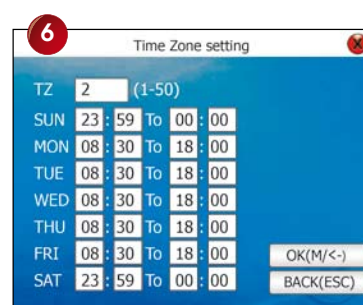 6
Time Zone setting
X
TZ 2 (1-50)
SUN 23 : 59 To 00 : 00
MON 08 : 30 To 18 : 00
TUE 08 : 30 To 18 : 00
WED 08 : 30 To 18 : 00
THU 08 : 30 To 18 : 00
FRI 08 : 30 To 18 : 00
SAT 23 : 59 To 00 : 00
OK(M/<-)
BACK(ESC)